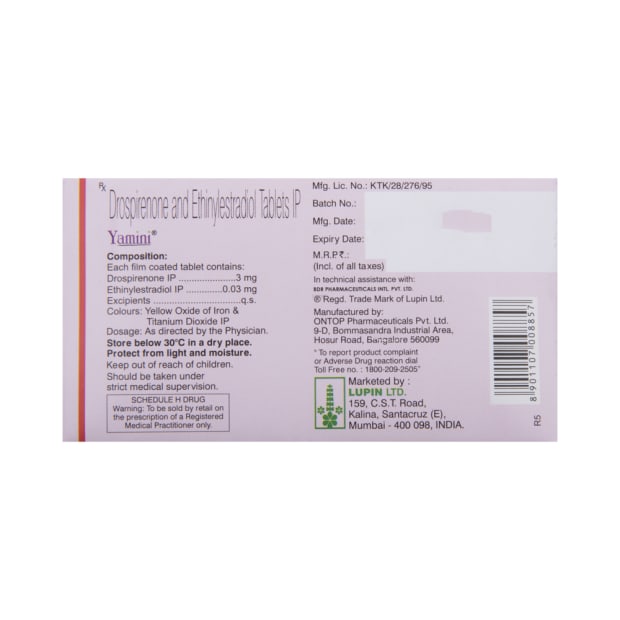 Rx
Drospirenone and Ethinylestradiol Tablets IP
Yamini®
Composition:
Each film coated tablet contains:
Drospirenone IP .......................3 mg
Ethinylestradiol IP ..............0.03 mg
Excipients ..............................q.s.
Colours: Yellow Oxide of Iron &
Titanium Dioxide IP
Dosage: As directed by the Physician.
Store below 30°C in a dry place.
Protect from light and moisture.
Keep out of reach of children.
Should be taken under
strict medical supervision.
SCHEDULE H DRUG
Warning: To be sold by retail on
the prescription of a Registered
Medical Practitioner only.
Mfg. Lic. No.: KTK/28/276/95
Batch No.:
Mfg. Date:
Expiry Date:
M.R.P.₹.:
(Incl. of all taxes)
In technical assistance with:
BDR PHARMACEUTICALS INTL PVT. LTD.
® Regd. Trade Mark of Lupin Ltd.
Manufactured by:
ONTOP Pharmaceuticals Pvt. Ltd.
9-D, Bommasandra Industrial Area,
Hosur Road, Bangalore 560099
* To report product complaint
or Adverse Drug reaction dial
Toll Free no. : 1800-209-2505"
Marketed by :
LUPIN LTD.
159, C.S.T. Road,
Kalina, Santacruz (E),
Mumbai - 400 098, INDIA.
8 901107 008857
R5